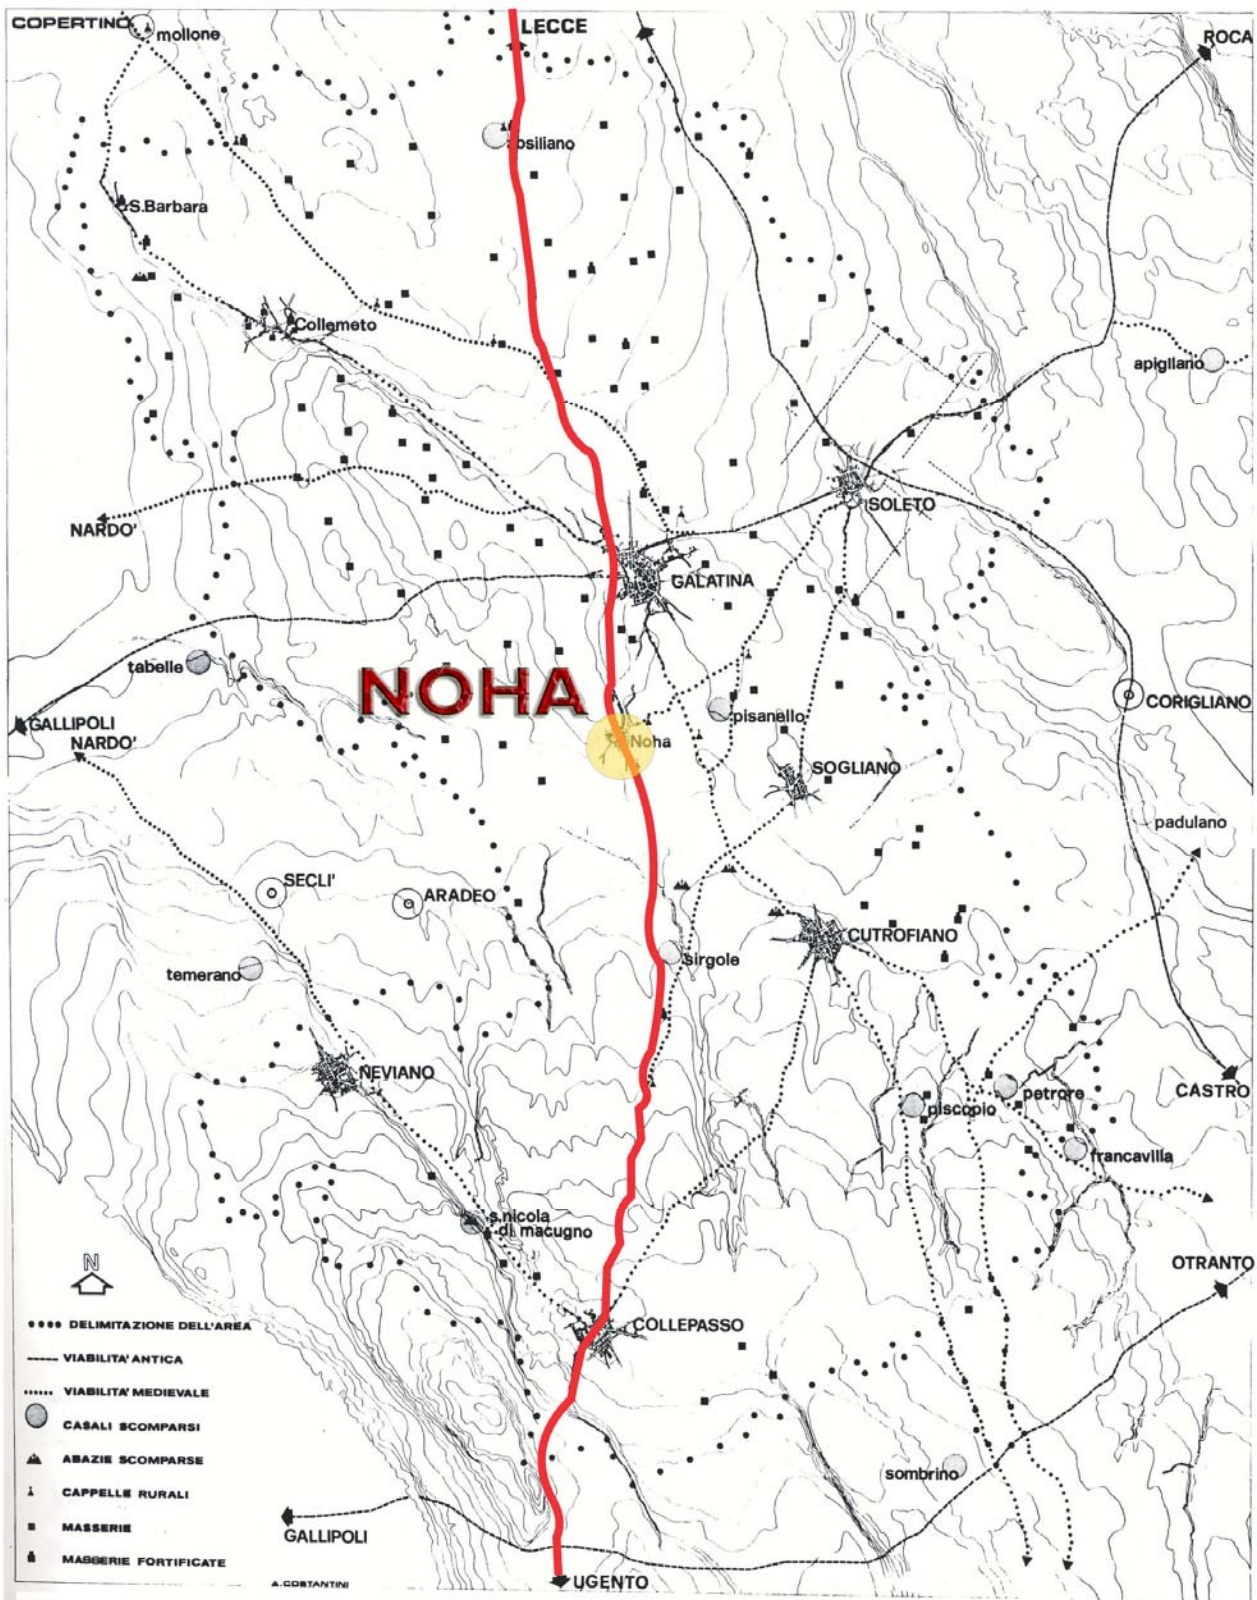 COPERTINO
mollone
LECCE
ROCA
psiliano
S.Barbara
Collemeto
apigliano
NARDO'
SOLETO
GALATINA
tabelle
NOHA
CORIGLIANO
GALLIPOLI
pisanello
NARDO'
Noha
SOGLIANO
padulano
SECLI'
ARADEO
CUTROFIANO
sirgole
temerano
NEVIANO
CASTRO
petrore
piscopio
francavilla
s.nicola
di macugno
OTRANTO
N
COLLEPASSO
DELIMITAZIONE DELL'AREA
VIABILITA' ANTICA
VIABILITA' MEDIEVALE
CASALI SCOMPARSI
ABAZIE SCOMPARSE
sombrino
CAPPELLE RURALI
MASSERIE
GALLIPOLI
MASSERIE FORTIFICATE
A.COSTANTINI
UGENTO